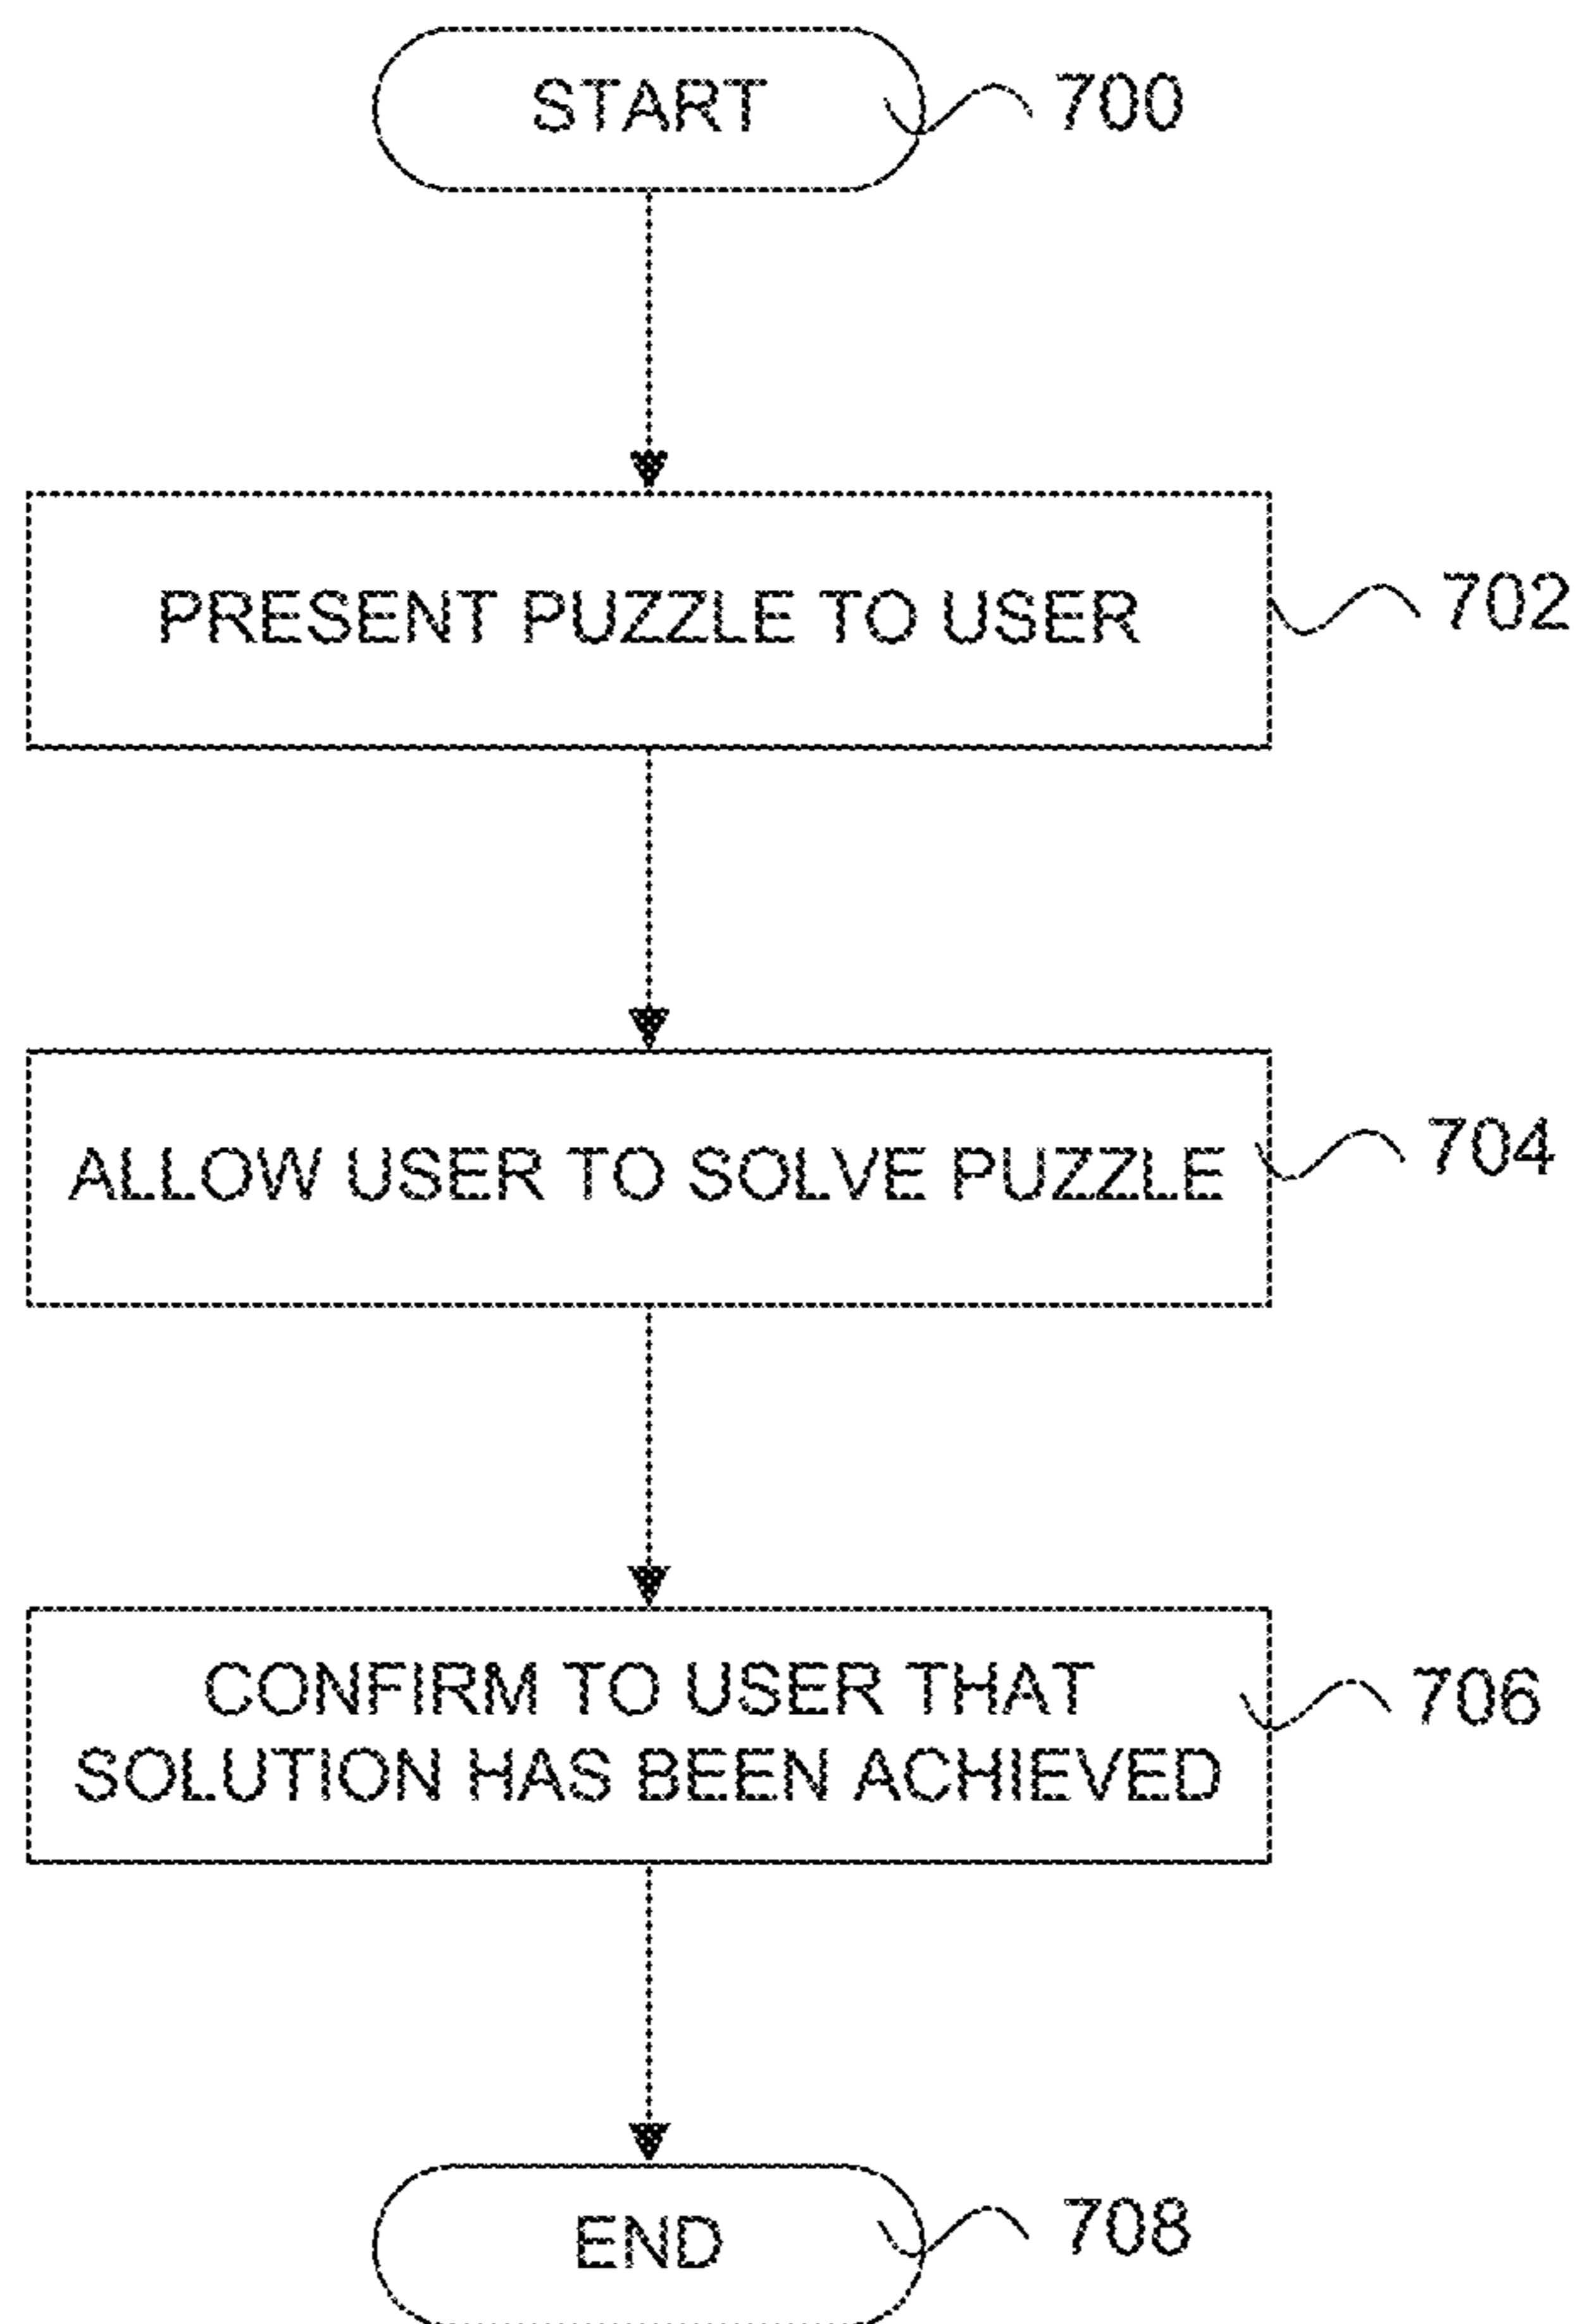 START
700
PRESENT PUZZLE TO USER
702
ALLOW USER TO SOLVE PUZZLE
704
CONFIRM TO USER THAT
SOLUTION HAS BEEN ACHIEVED
706
END
708